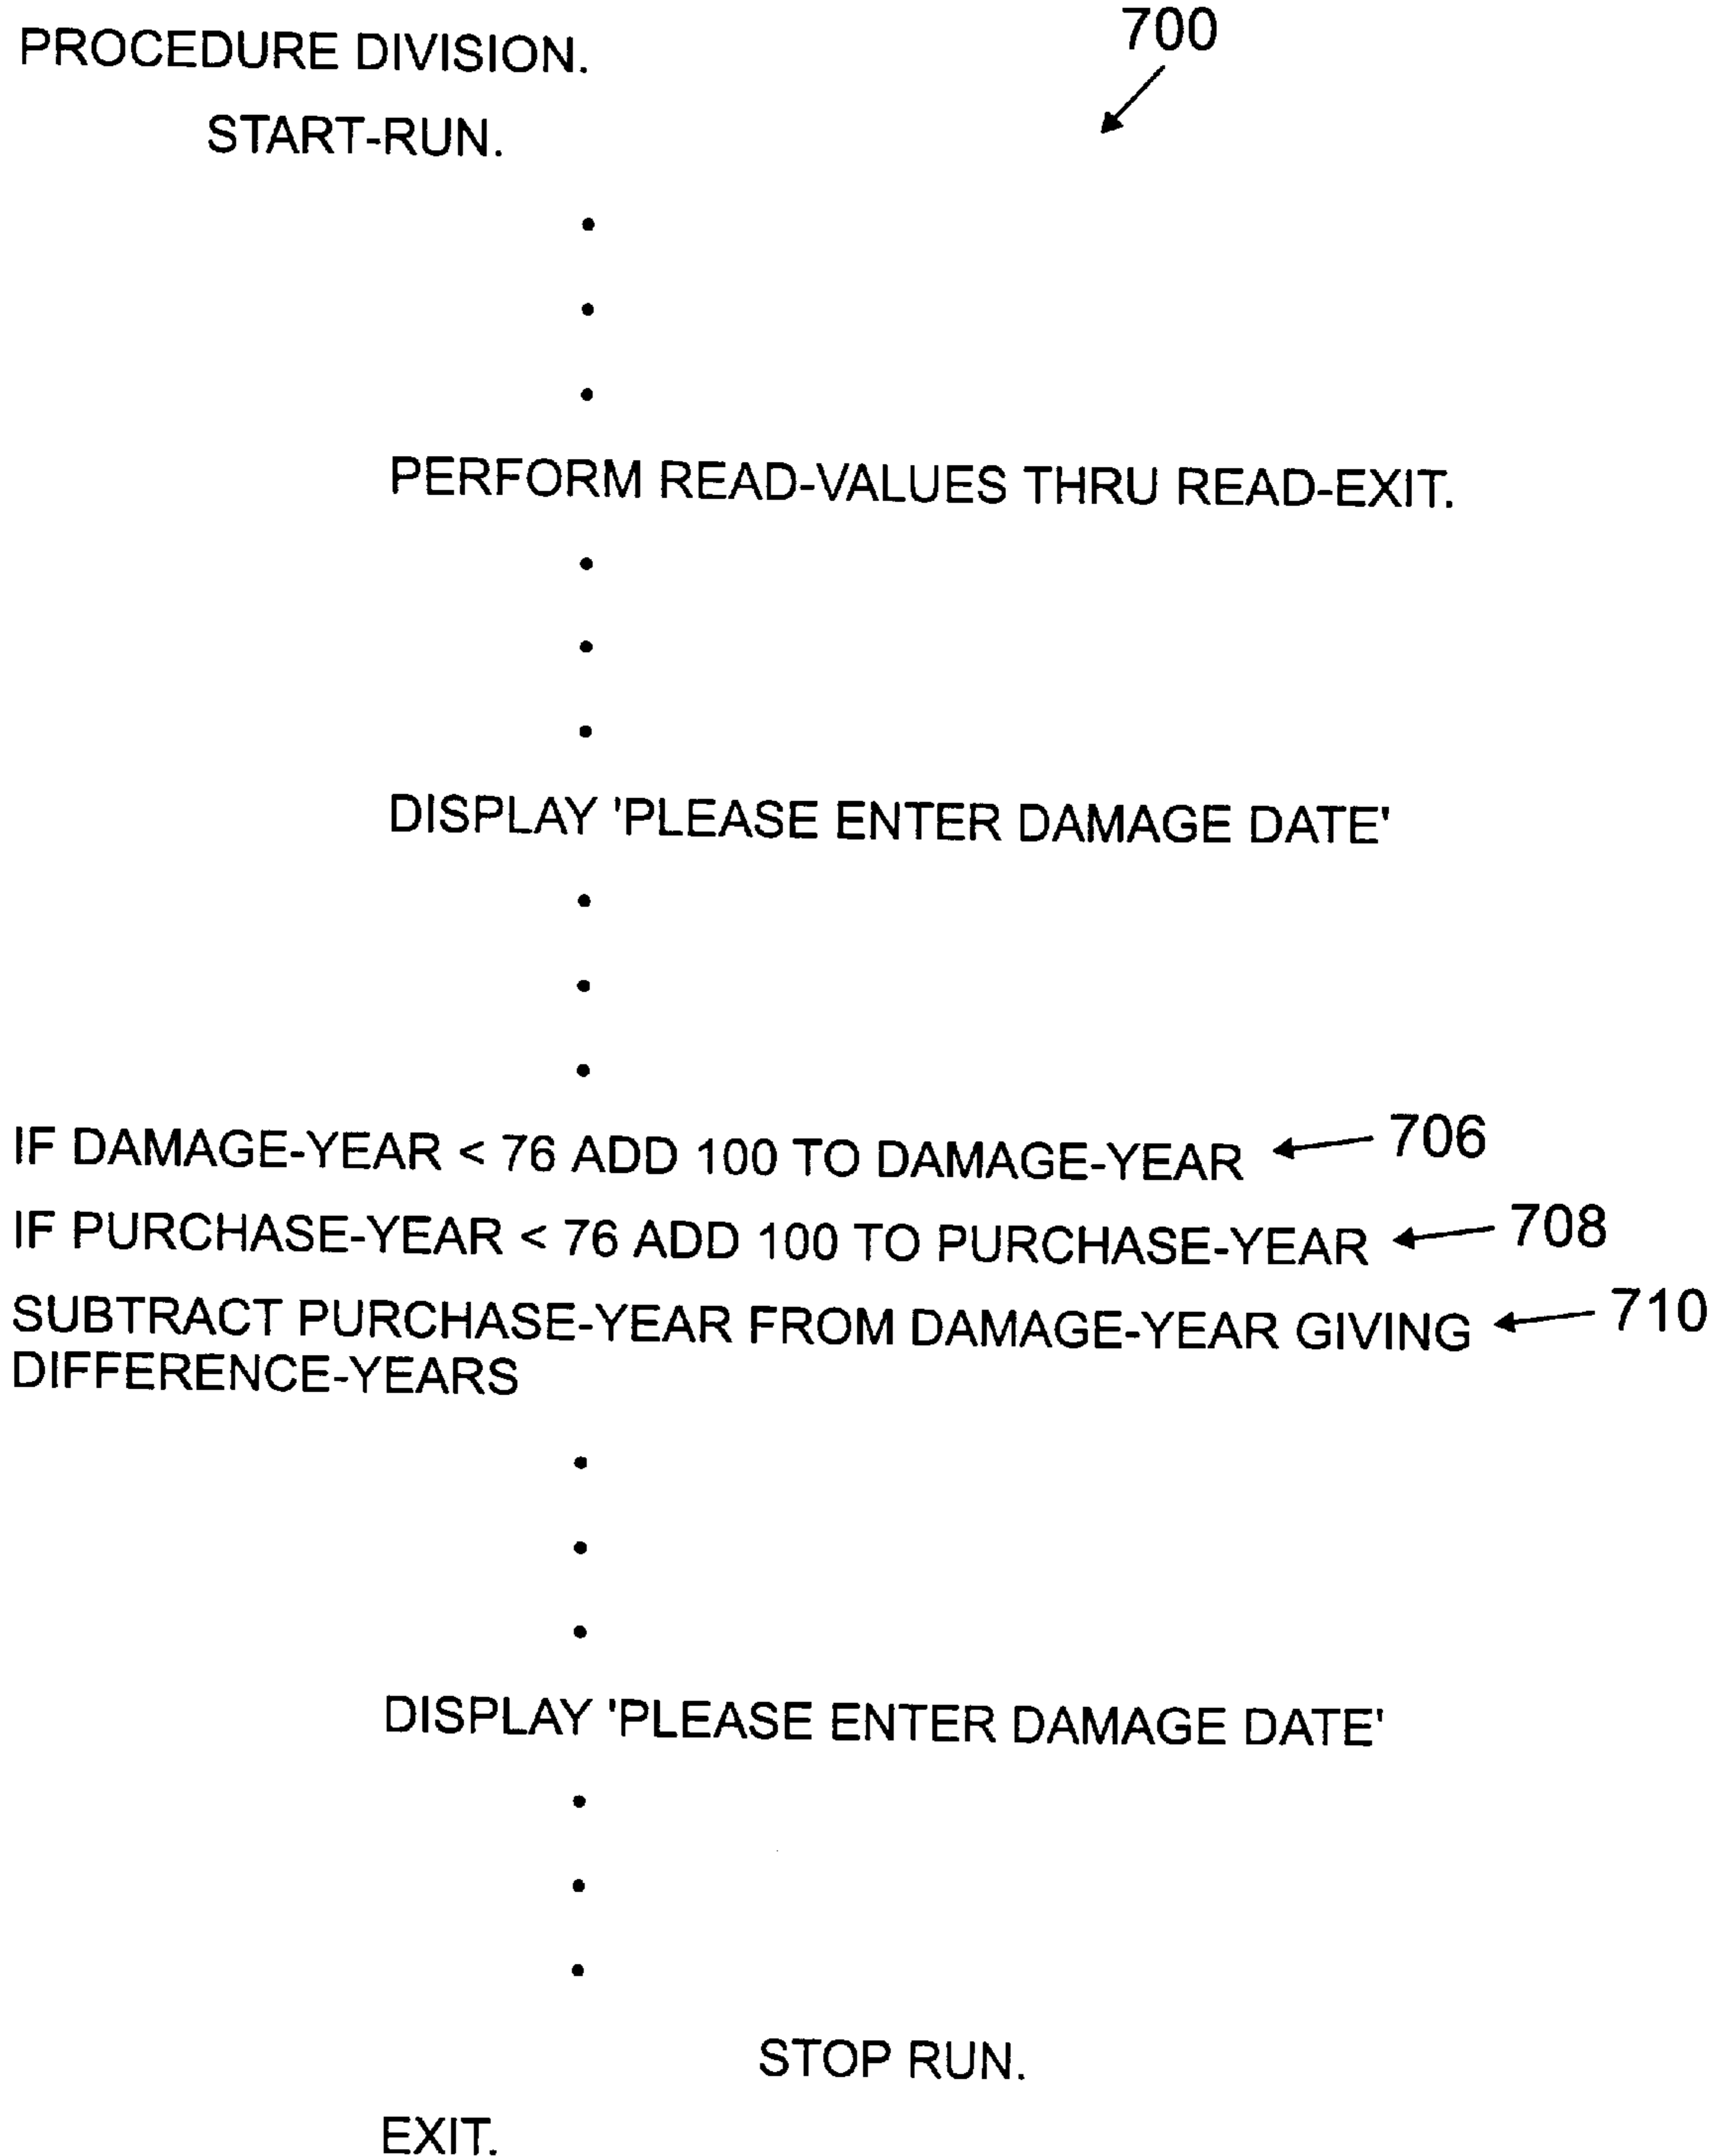 PROCEDURE DIVISION.
700
START-RUN.
PERFORM READ-VALUES THRU READ-EXIT.
DISPLAY 'PLEASE ENTER DAMAGE DATE'
IF DAMAGE-YEAR < 76 ADD 100 TO DAMAGE-YEAR 706
IF PURCHASE-YEAR < 76 ADD 100 TO PURCHASE-YEAR 708
SUBTRACT PURCHASE-YEAR FROM DAMAGE-YEAR GIVING 710
DIFFERENCE-YEARS
DISPLAY 'PLEASE ENTER DAMAGE DATE'
STOP RUN.
EXIT.